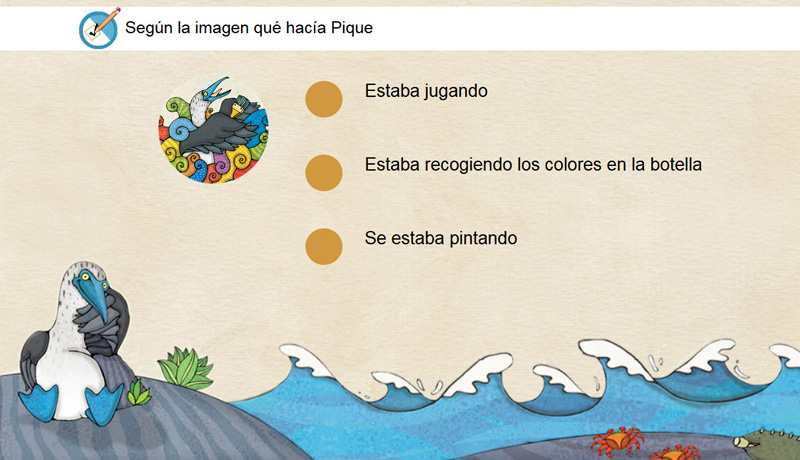 Según la imagen qué hacía Pique
Estaba jugando
Estaba recogiendo los colores en la botella
Se estaba pintando